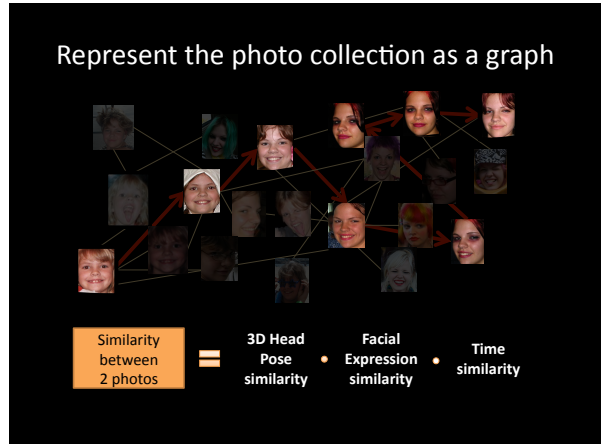 Represent the photo collection as a graph
Similarity
between
2 photos
=
3D Head
Pose
similarity
•
Facial
Expression
similarity
•
Time
similarity